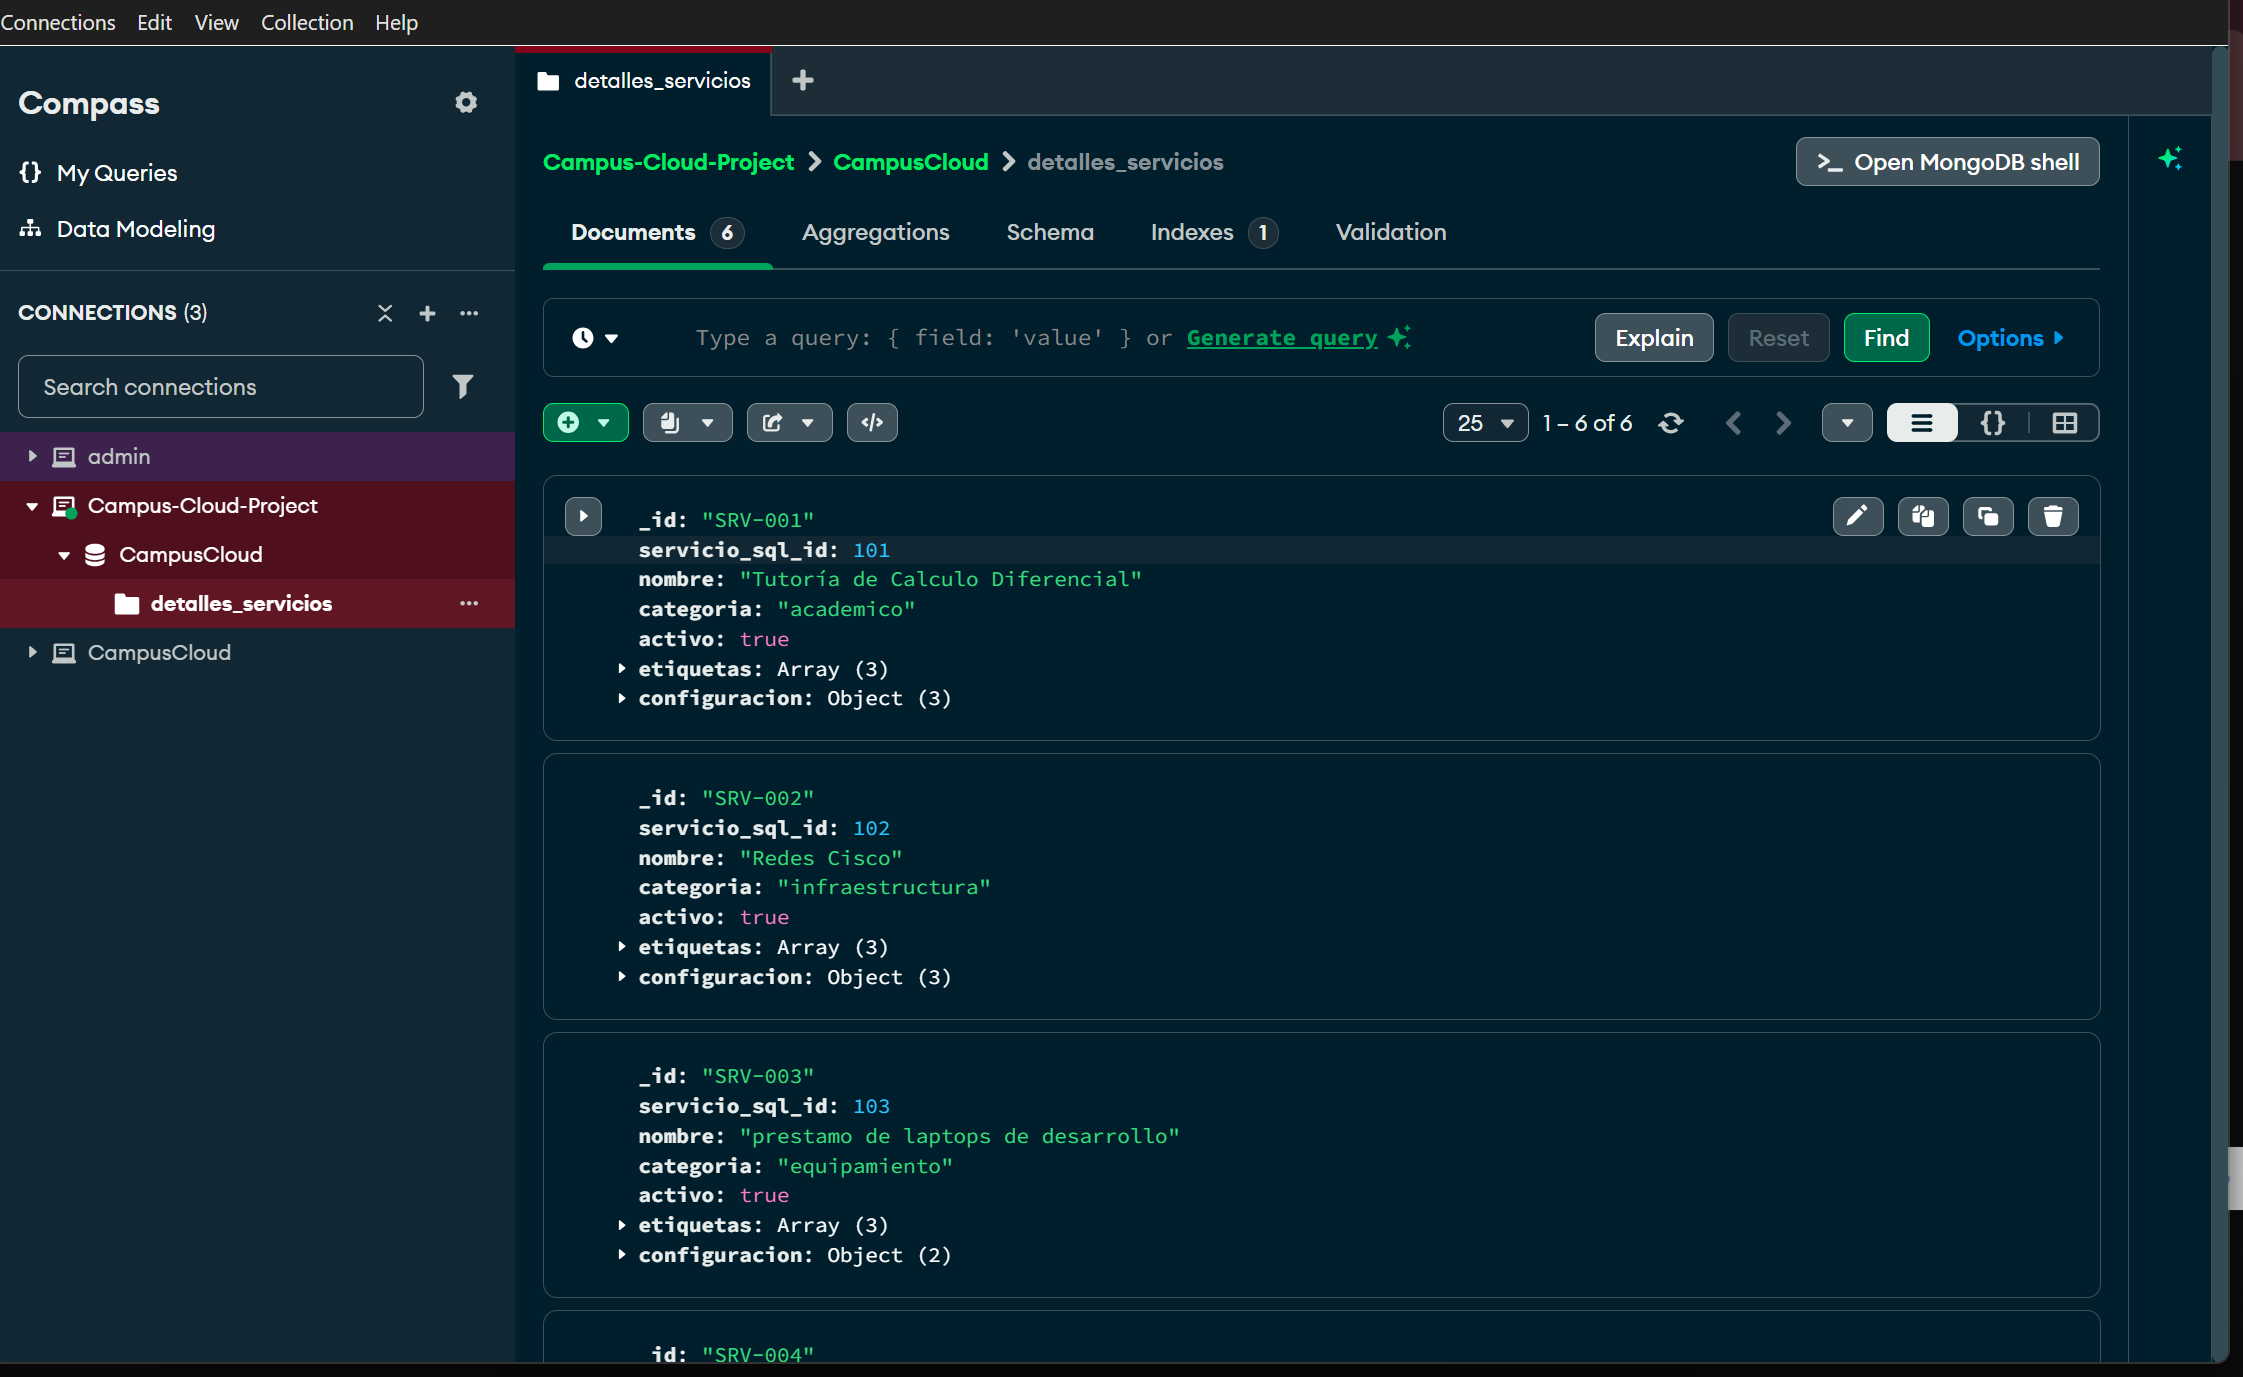 Connections Edit View Collection Help
Compass
My Queries
Data Modeling
CONNECTIONS (3)
Search connections
admin
Campus-Cloud-Project
CampusCloud
detalles_servicios
CampusCloud
detalles_servicios
Campus-Cloud-Project > CampusCloud > detalles_servicios
>_ Open MongoDB shell
Documents 6 Aggregations Schema Indexes 1 Validation
Type a query: { field: 'value' } or Generate query
Explain Reset Find Options
25 1 – 6 of 6
_id: "SRV-001"
servicio_sql_id: 101
nombre: "Tutoría de Calculo Diferencial"
categoria: "academico"
activo: true
etiquetas: Array (3)
configuracion: Object (3)
_id: "SRV-002"
servicio_sql_id: 102
nombre: "Redes Cisco"
categoria: "infraestructura"
activo: true
etiquetas: Array (3)
configuracion: Object (3)
_id: "SRV-003"
servicio_sql_id: 103
nombre: "prestamo de laptops de desarrollo"
categoria: "equipamiento"
activo: true
etiquetas: Array (3)
configuracion: Object (2)
_id: "SRV-004"